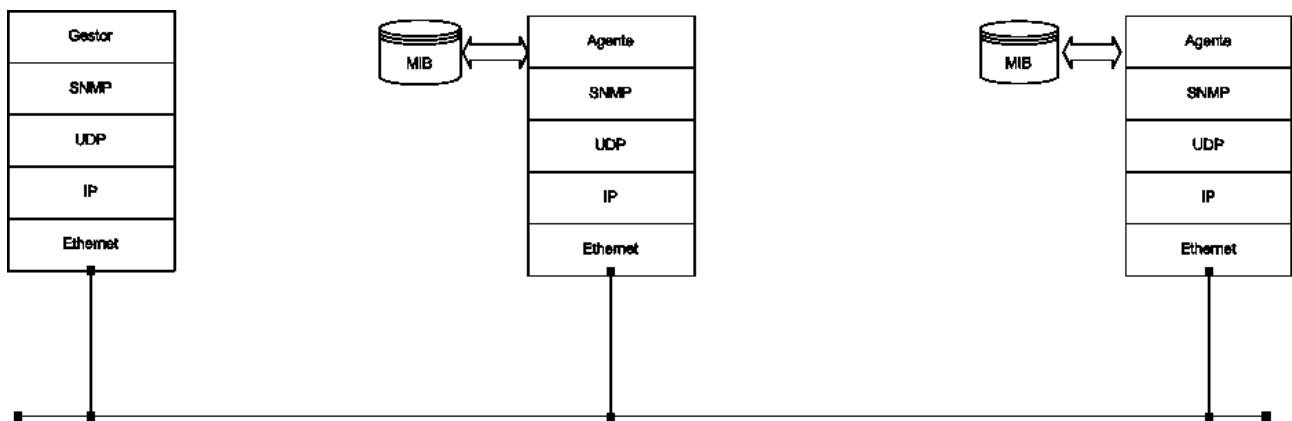 Gestor
SNMP
UDP
IP
Ethernet
MIB
Agente
SNMP
UDP
IP
Ethernet
MIB
Agente
SNMP
UDP
IP
Ethernet